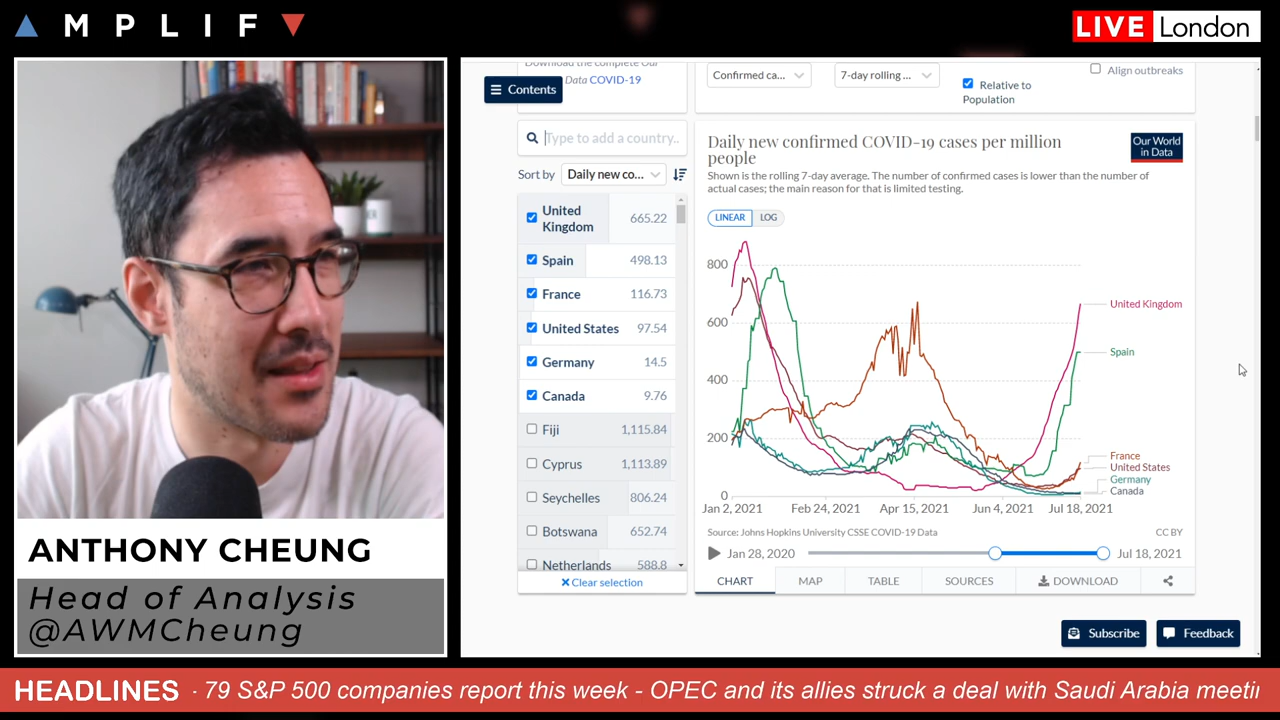 AMPLIFY
LIVE London
Download the complete Our
Data COVID-19
Contents
Confirmed ca...
7-day rolling ...
Relative to
Population
Align outbreaks
Type to add a country..
Sort by Daily new co...
United
Kingdom 665.22
Spain 498.13
France 116.73
United States 97.54
Germany 14.5
Canada 9.76
Fiji 1,115.84
Cyprus 1,113.89
Seychelles 806.24
Botswana 652.74
Netherlands 588.8
Clear selection
Daily new confirmed COVID-19 cases per million
people
Our World
in Data
Shown is the rolling 7-day average. The number of confirmed cases is lower than the number of
actual cases; the main reason for that is limited testing.
LINEAR LOG
800
600
400
200
0
United Kingdom
Spain
France
United States
Germany
Canada
Jan 2, 2021 Feb 24, 2021 Apr 15, 2021 Jun 4, 2021 Jul 18, 2021
Source: Johns Hopkins University CSSE COVID-19 Data CC BY
Jan 28, 2020 Jul 18, 2021
CHART MAP TABLE SOURCES DOWNLOAD
Subscribe Feedback
ANTHONY CHEUNG
Head of Analysis
@AWMCheung
HEADLINES · 79 S&P 500 companies report this week - OPEC and its allies struck a deal with Saudi Arabia meetin